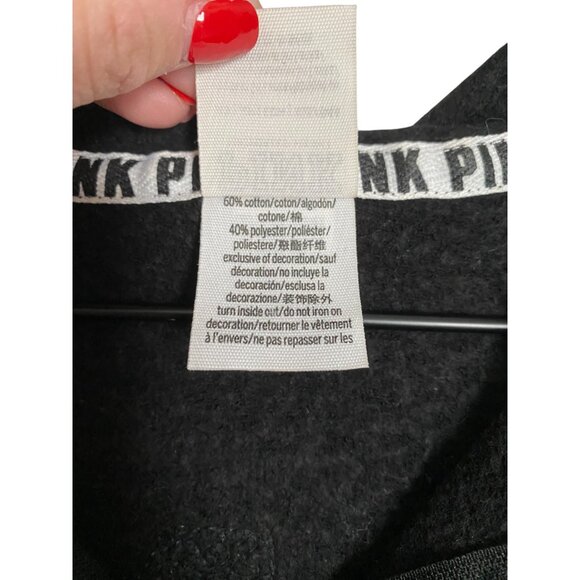 NK PI NK PI
60% cotton/coton/algodón/
cotone/棉
40% polyester/poliéster/
poliestere/聚酯纤维
exclusive of decoration/sauf
décoration/no incluye la
decoración/esclusa la
decorazione/装饰除外
turn inside out/do not iron on
decoration/retourner le vêtement
à l'envers/ne pas repasser sur les